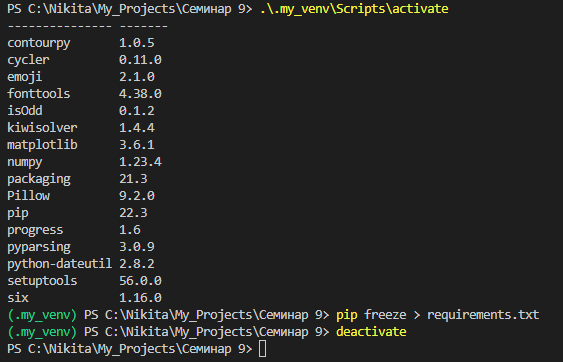 PS C:\Nikita\My_Projects\Семинар 9> .\.my_venv\Scripts\activate
--------------- -------
contourpy       1.0.5
cycler          0.11.0
emoji           2.1.0
fonttools       4.38.0
isOdd           0.1.2
kiwisolver      1.4.4
matplotlib      3.6.1
numpy           1.23.4
packaging       21.3
Pillow          9.2.0
pip             22.3
progress        1.6
pyparsing       3.0.9
python-dateutil 2.8.2
setuptools      56.0.0
six             1.16.0
(.my_venv) PS C:\Nikita\My_Projects\Семинар 9> pip freeze > requirements.txt
(.my_venv) PS C:\Nikita\My_Projects\Семинар 9> deactivate
PS C:\Nikita\My_Projects\Семинар 9>